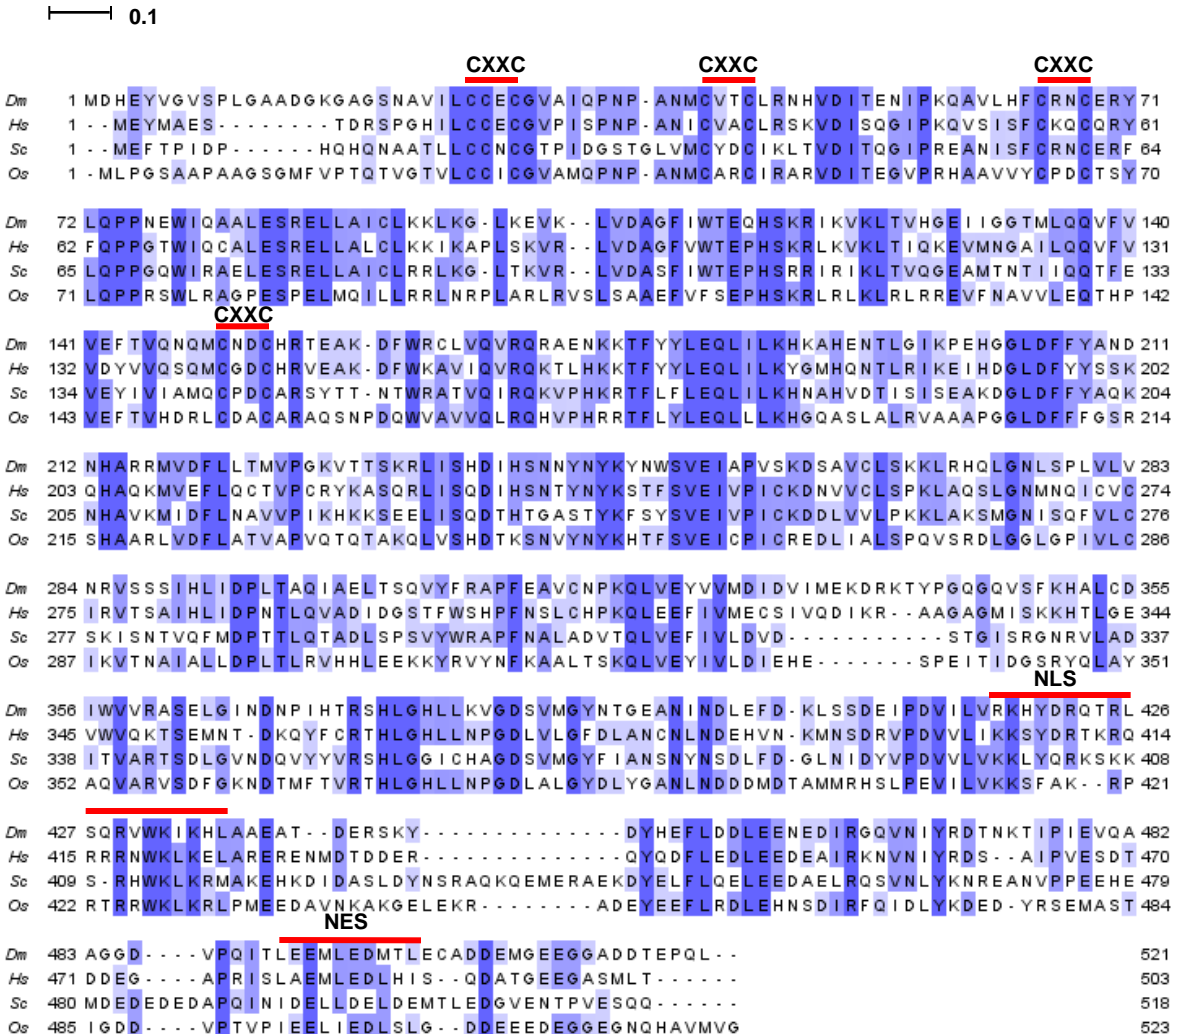 0.1
CXXC CXXC CXXC
Dm 1 MDHEYVGVSPLGAADGKGAGSNAVILCCECGVAIQPNP-ANMCVTCLRNHVDITENIPKQAVLHFCRNCERY 71
Hs 1 --MEYMAES--------TDRSPGHILCCECGVPISPNP-ANICVACLRSKVDISQGIPKQVSISFCKQCQRY 61
Sc 1 --MEFTPIDP------HQHQNAATLLCCNCGTPIDGSTGLVMCYDCIKLTVDITQGIPREANISFCRNCERF 64
Os 1 -MLPGSAAPAAGSGMFVPTQTVGTVLCCICGVAMQPNP-ANMCARCIRARVDITEGVPRHAAVVYCPDCTSY 70
Dm 72 LQPPNEWIQAALESRELLAICLKKLKG-LKEVK--LVDAGFIWTEQHSKRIKVKLTVHGEIIGGTMLQQVFV 140
Hs 62 FQPPGTWIQCALESRELLALCLKKIKAPLSKVR--LVDAGFVWTEPHSKRLKVKLTIQKEVMNGAILQQVFV 131
Sc 65 LQPPGQWIRAELESRELLAICLRRLKG-LTKVR--LVDASFIWTEPHSRRIRIKLTVQGEAMTNTIIQQTFE 133
Os 71 LQPPRSWLRAGPESPELMQILLRRLNRPLARLRVSLSAAEFVFSEPHSKRLRLKLRLRREVFNAVVLEQTHP 142
CXXC
Dm 141 VEFTVQNQMCNDCHRTEAK-DFWRCLVQVRQRAENKKTFYYLEQLILKHKAHENTLGIKPEHGGLDFFYAND 211
Hs 132 VDYVVQSQMCGDCHRVEAK-DFWKAVIQVRQKTLHKKTFYYLEQLILKYGMHQNTLRIKEIHDGLDFYYSSK 202
Sc 134 VEYIVIAMQCPDCARSYTT-NTWRATVQIRQKVPHKRTFLFLEQLILKHNAHVDTISISEAKDGLDFFYAQK 204
Os 143 VEFTVHDRLCDACARAQSNPDQWVAVVQLRQHVPHRRTFLYLEQLLLKHGQASLALRVAAAPGGLDFFFGSR 214
Dm 212 NHARRMVDFLLTMVPGKVTTSKRLISHDIHSNNYNYKYNWSVEIAPVSKDSAVCLSKKLRHQLGNLSPLVLV 283
Hs 203 QHAQKMVEFLQCTVPCRYKASQRLISQDIHSNTYNYKSTFSVEIVPICKDNVVCLSPKLAQSLGNMNQICVC 274
Sc 205 NHAVKMIDFLNAVVPIKHKKSEELISQDTHTGASTYKFSYSVEIVPICKDDLVVLPKKLAKSMGNISQFVLC 276
Os 215 SHAARLVDFLATVAPVQTQTAKQLVSHDTKSNVYNYKHTFSVEICPICREDLIALSPQVSRDLGGLGPIVLC 286
Dm 284 NRVSSSIHLIDPLTAQIAELTSQVYFRAPFEAVCNPKQLVEYVVMDIDVIMEKDRKTYPGQGQVSFKHALCD 355
Hs 275 IRVTSAIHLIDPNTLQVADIDGSTFWSHPFNSLCHPKQLEEFIVMECSIVQDIKR--AAGAGMISKKHTLGE 344
Sc 277 SKISNTVQFMDPTTLQTADLSPSVYWRAPFNALADVTQLVEFIVLDVD-----------STGISRGNRVLAD 337
Os 287 IKVTNAIALLDPLTLRVHHLEEKKYRVYNFKAALTSKQLVEYIVLDIEHE-------SPEITIDGSRYQLAY 351
NLS
Dm 356 IWVVRASELGINDNPIHTRSHLGHLLKVGDSVMGYNTGEANINDLEFD-KLSSDEIPDVILVRKHYDRQTRL 426
Hs 345 VWVQKTSEMNT-DKQYFCRTHLGHLLNPGDLVLGFDLANCNLNDEHVN-KMNSDRVPDVVLIKKSYDRTKRQ 414
Sc 338 ITVARTSDLGVNDQVYYVRSHLGGICHAGDSVMGYFIANSNYNSDLFD-GLNIDYVPDVVLVKKLYQRKSKK 408
Os 352 AQVARVSDFGKNDTMFTVRTHLGHLLNPGDLALGYDLYGANLNDDDMDTAMMRHSLPEVILVKKSFAK--RP 421
Dm 427 SQRVWKIKHLAAEAT--DERSKY--------------DYHEFLDDLEENEDIRGQVNIYRDTNKTIPIEVQA 482
Hs 415 RRRNWKLKELARERENMDTDDER--------------QYQDFLEDLEEDEAIRKNVNIYRDS--AIPVESDT 470
Sc 409 S-RHWKLKRMAKEHKDIDASLDYNSRAQKQEMERAEKDYELFLQELEEDAELRQSVNLYKNREANVPPEEHE 479
Os 422 RTRRWKLKRLPMEEDAVNKAKGELEKR--------ADEYEEFLRDLEHNSDIRFQIDLYKDED-YRSEMAST 484
NES
Dm 483 AGGD----VPQITLEEMLEDMTLECADDEMGEEGGADDTEPQL-- 521
Hs 471 DDEG----APRISLAEMLEDLHIS--QDATGEEGASMLT------ 503
Sc 480 MDEDEDEDAPQINIDELLDELDEMTLEDGVENTPVESQQ------ 518
Os 485 IGDD----VPTVPIEELIEDLSLG--DDEEEDEGGEGNQHAVMVG 523